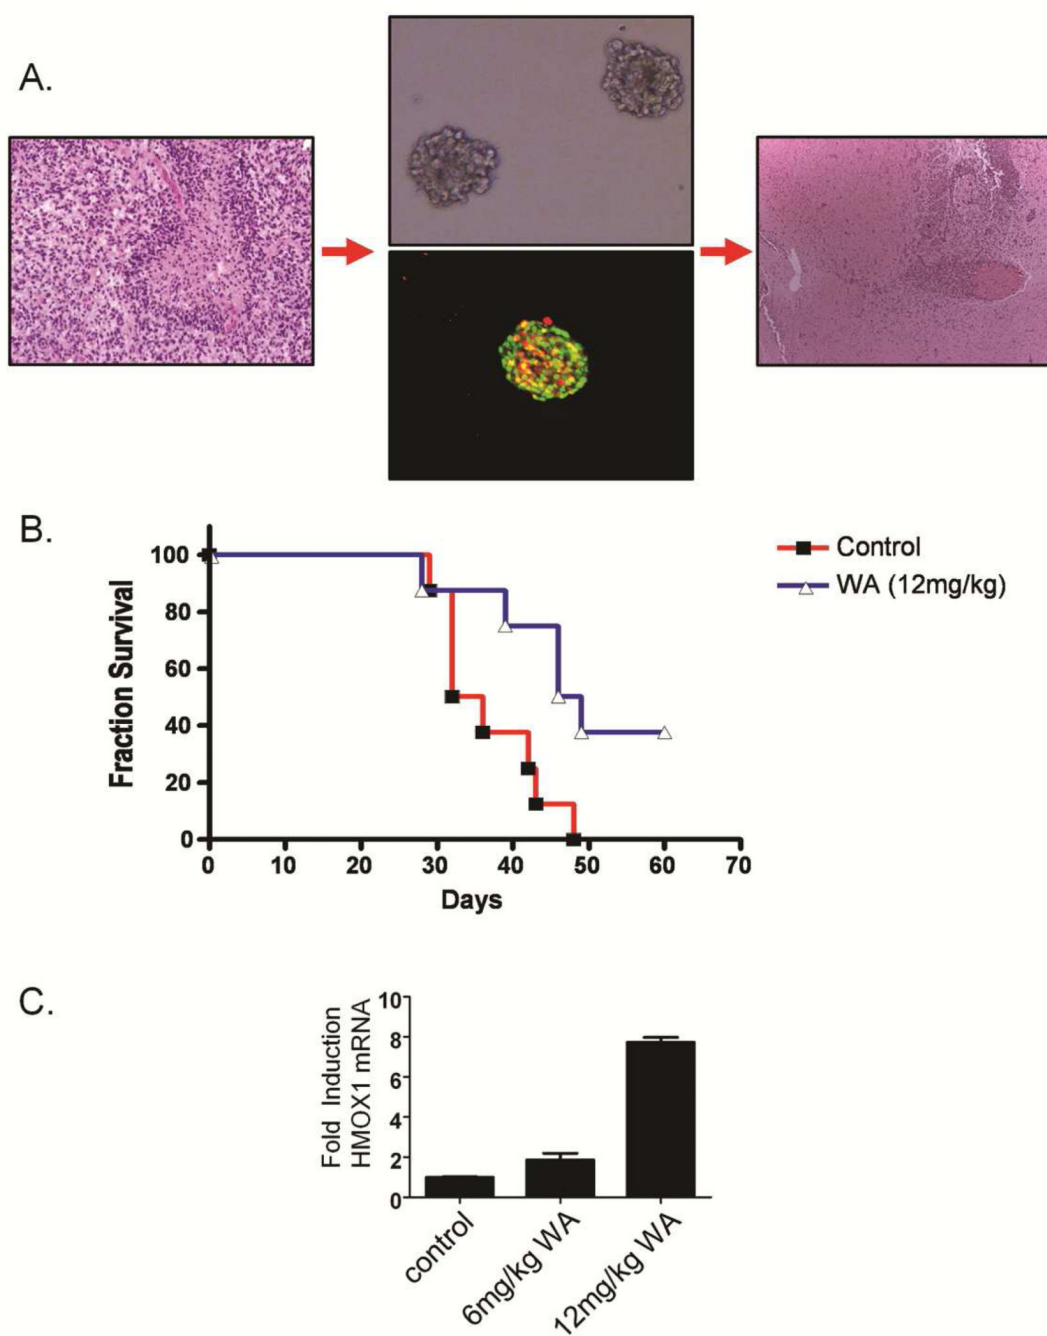 A.
B.
Control
WA (12mg/kg)
Fraction Survival
100
80
60
40
20
0
0 10 20 30 40 50 60 70
Days
C.
Fold Induction
HMOX1 mRNA
10
8
6
4
2
0
control
6mg/kg WA
12mg/kg WA